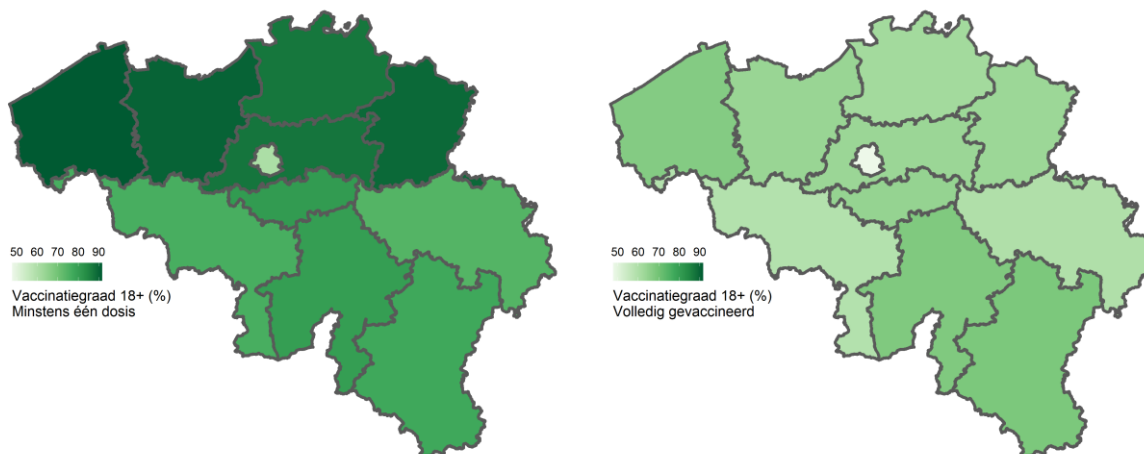 50 60 70 80 90
Vaccinatiegraad 18+ (%)
Minstens één dosis
50 60 70 80 90
Vaccinatiegraad 18+ (%)
Volledig gevaccineerd